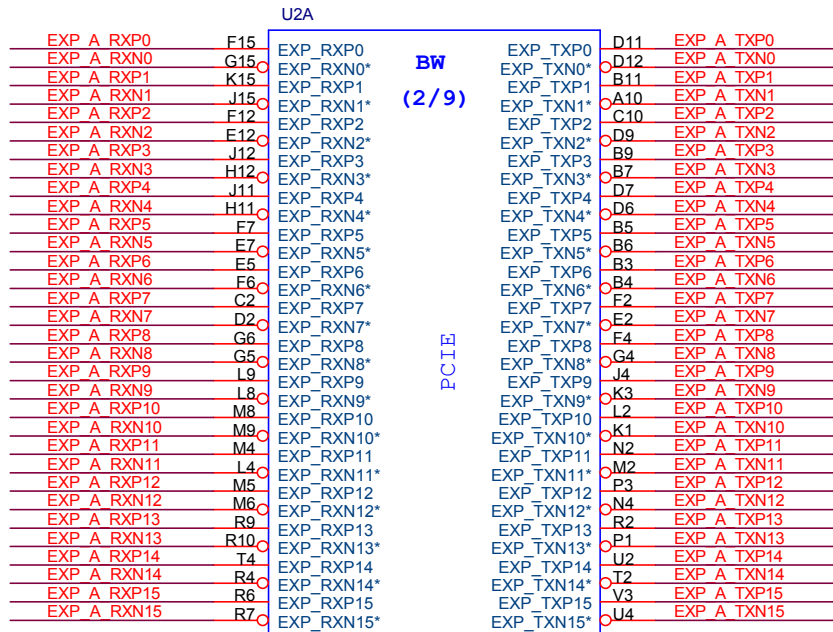 U2A
BW
(2/9)
PCIE
EXP_A_RXP0 F15 EXP_RXP0 EXP_TXP0 D11 EXP_A_TXP0
EXP_A_RXN0 G15 EXP_RXN0* EXP_TXN0* D12 EXP_A_TXN0
EXP_A_RXP1 K15 EXP_RXP1 EXP_TXP1 B11 EXP_A_TXP1
EXP_A_RXN1 J15 EXP_RXN1* EXP_TXN1* A10 EXP_A_TXN1
EXP_A_RXP2 F12 EXP_RXP2 EXP_TXP2 C10 EXP_A_TXP2
EXP_A_RXN2 E12 EXP_RXN2* EXP_TXN2* D9 EXP_A_TXN2
EXP_A_RXP3 J12 EXP_RXP3 EXP_TXP3 B9 EXP_A_TXP3
EXP_A_RXN3 H12 EXP_RXN3* EXP_TXN3* B7 EXP_A_TXN3
EXP_A_RXP4 J11 EXP_RXP4 EXP_TXP4 D7 EXP_A_TXP4
EXP_A_RXN4 H11 EXP_RXN4* EXP_TXN4* D6 EXP_A_TXN4
EXP_A_RXP5 F7 EXP_RXP5 EXP_TXP5 B5 EXP_A_TXP5
EXP_A_RXN5 E7 EXP_RXN5* EXP_TXN5* B6 EXP_A_TXN5
EXP_A_RXP6 E5 EXP_RXP6 EXP_TXP6 B3 EXP_A_TXP6
EXP_A_RXN6 F6 EXP_RXN6* EXP_TXN6* B4 EXP_A_TXN6
EXP_A_RXP7 C2 EXP_RXP7 EXP_TXP7 F2 EXP_A_TXP7
EXP_A_RXN7 D2 EXP_RXN7* EXP_TXN7* E2 EXP_A_TXN7
EXP_A_RXP8 G6 EXP_RXP8 EXP_TXP8 F4 EXP_A_TXP8
EXP_A_RXN8 G5 EXP_RXN8* EXP_TXN8* G4 EXP_A_TXN8
EXP_A_RXP9 L9 EXP_RXP9 EXP_TXP9 J4 EXP_A_TXP9
EXP_A_RXN9 L8 EXP_RXN9* EXP_TXN9* K3 EXP_A_TXN9
EXP_A_RXP10 M8 EXP_RXP10 EXP_TXP10 L2 EXP_A_TXP10
EXP_A_RXN10 M9 EXP_RXN10* EXP_TXN10* K1 EXP_A_TXN10
EXP_A_RXP11 M4 EXP_RXP11 EXP_TXP11 N2 EXP_A_TXP11
EXP_A_RXN11 L4 EXP_RXN11* EXP_TXN11* M2 EXP_A_TXN11
EXP_A_RXP12 M5 EXP_RXP12 EXP_TXP12 P3 EXP_A_TXP12
EXP_A_RXN12 M6 EXP_RXN12* EXP_TXN12* N4 EXP_A_TXN12
EXP_A_RXP13 R9 EXP_RXP13 EXP_TXP13 R2 EXP_A_TXP13
EXP_A_RXN13 R10 EXP_RXN13* EXP_TXN13* P1 EXP_A_TXN13
EXP_A_RXP14 T4 EXP_RXP14 EXP_TXP14 U2 EXP_A_TXP14
EXP_A_RXN14 R4 EXP_RXN14* EXP_TXN14* T2 EXP_A_TXN14
EXP_A_RXP15 R6 EXP_RXP15 EXP_TXP15 V3 EXP_A_TXP15
EXP_A_RXN15 R7 EXP_RXN15* EXP_TXN15* U4 EXP_A_TXN15